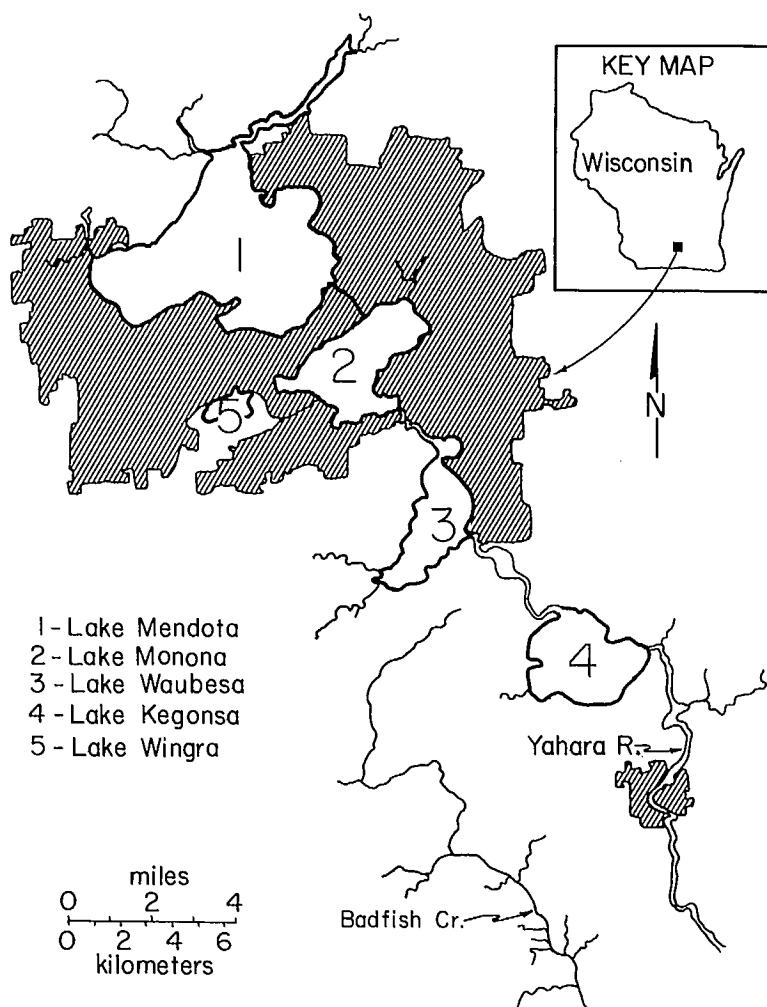 KEY MAP
Wisconsin
1
2
5
N
3
4
1 - Lake Mendota
2 - Lake Monona
3 - Lake Waubesa
4 - Lake Kegonsa
5 - Lake Wingra
Yahara R.
miles
0 2 4
0 2 4 6
kilometers
Badfish Cr.